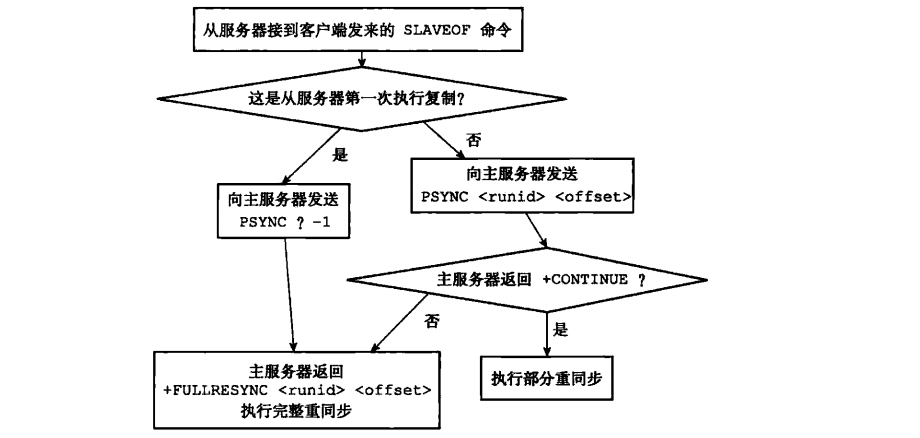 从服务器接到客户端发来的 SLAVEOF 命令
这是从服务器第一次执行复制?
是
否
向主服务器发送
PSYNC ? -1
向主服务器发送
PSYNC <runid> <offset>
主服务器返回 +CONTINUE ?
否
是
主服务器返回
+FULLRESYNC <runid> <offset>
执行完整重同步
执行部分重同步